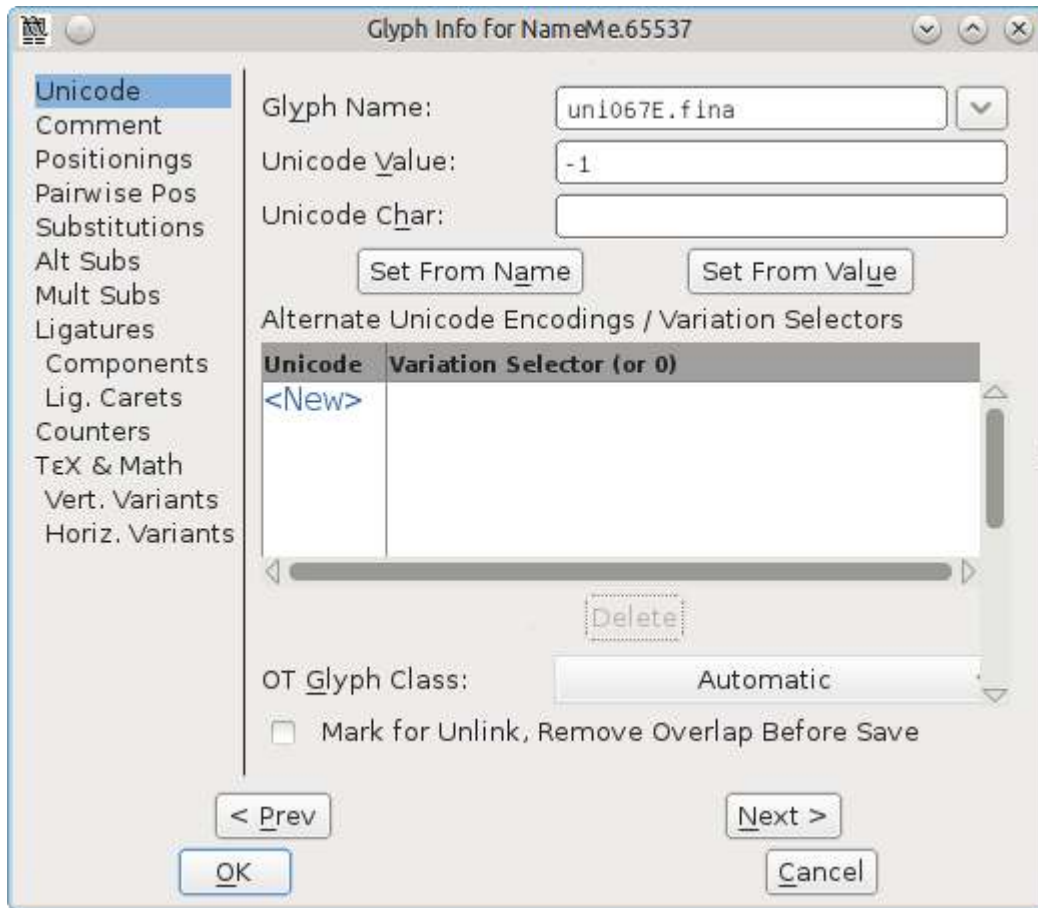 Glyph Info for NameMe.65537
Unicode
Comment
Positionings
Pairwise Pos
Substitutions
Alt Subs
Mult Subs
Ligatures
Components
Lig. Carets
Counters
TεX & Math
Vert. Variants
Horiz. Variants
Glyph Name: uni067E.fina
Unicode Value: -1
Unicode Char:
Set From Name Set From Value
Alternate Unicode Encodings / Variation Selectors
Unicode Variation Selector (or 0)
<New>
Delete
OT Glyph Class: Automatic
Mark for Unlink, Remove Overlap Before Save
< Prev Next >
OK Cancel